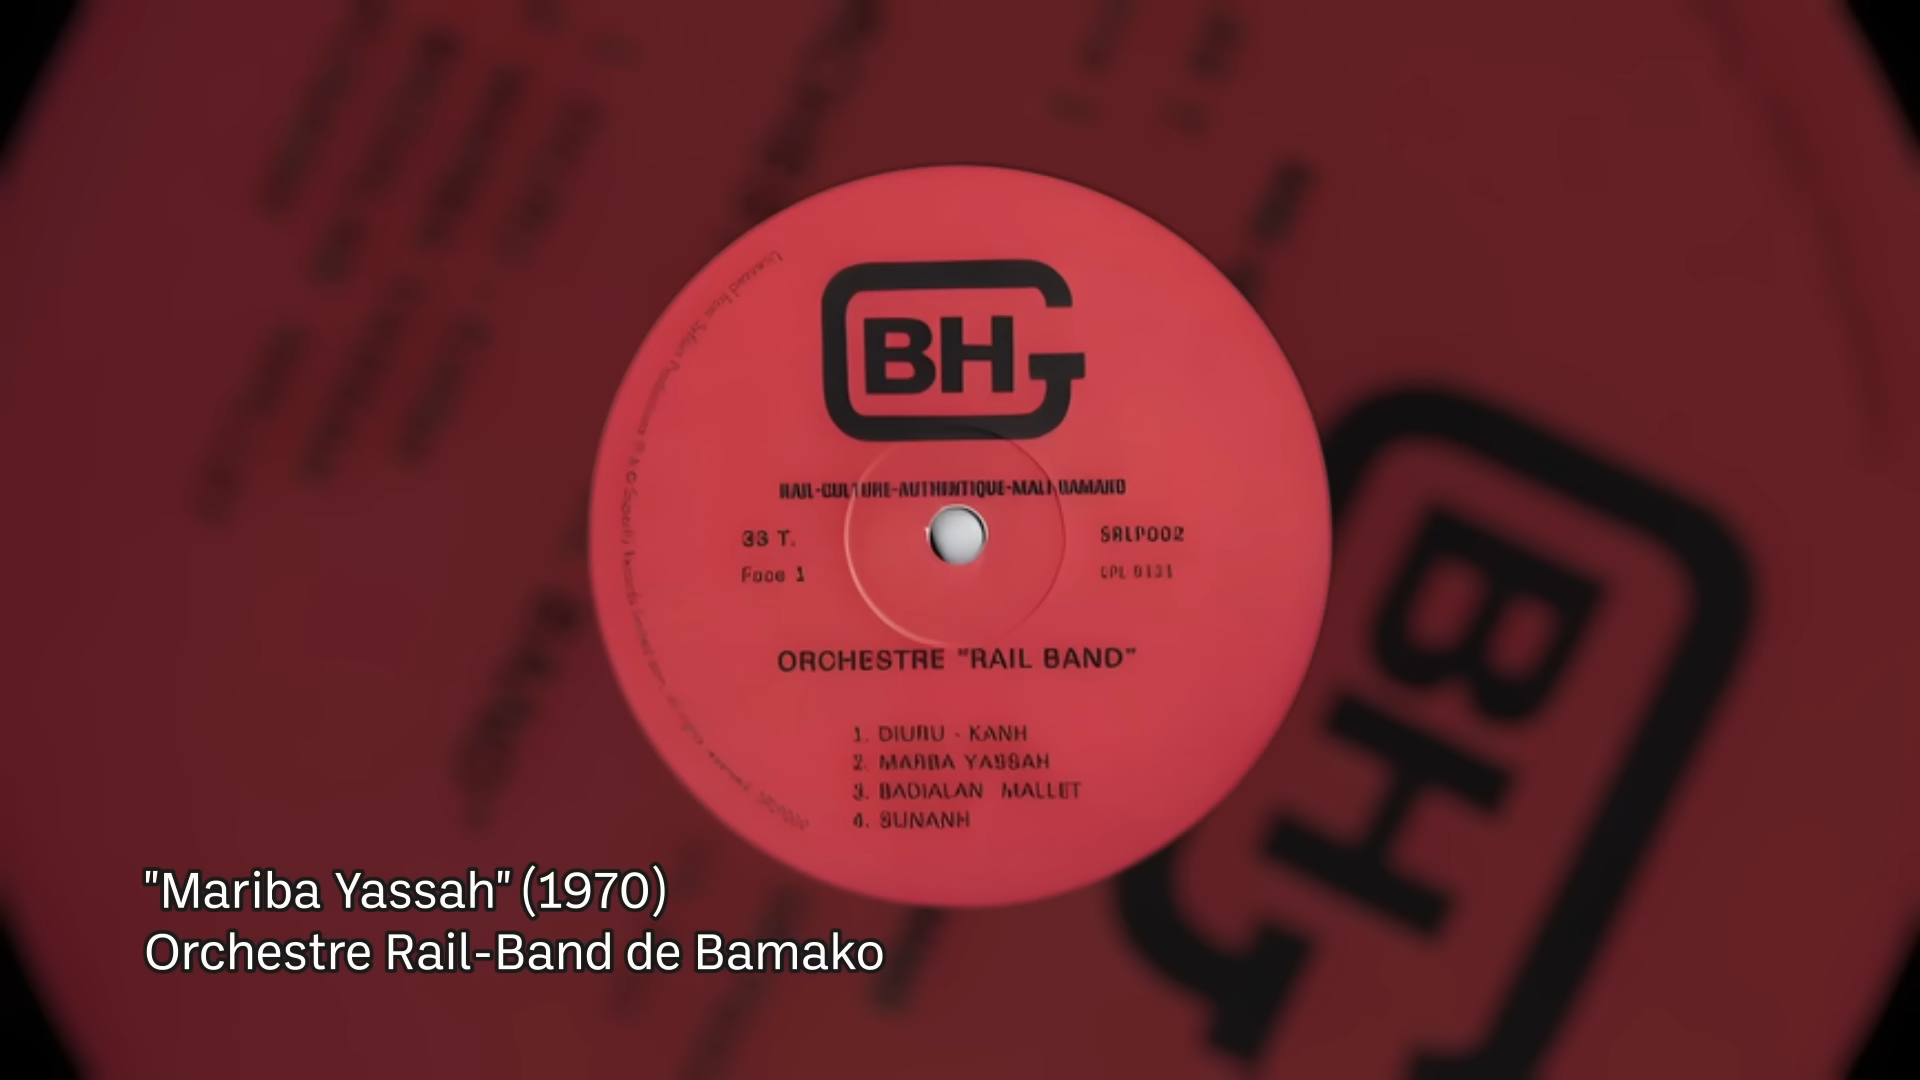 BHG
RAIL-CULTURE-AUTHENTIQUE-MALI BAMAKO
33 T.
SRLP002
Face 1
LPL 0131
ORCHESTRE "RAIL BAND"
1. DIURU - KANH
2. MARBA YASSAH
3. BADIALAN MALLET
4. SUNANH
"Mariba Yassah" (1970)
Orchestre Rail-Band de Bamako